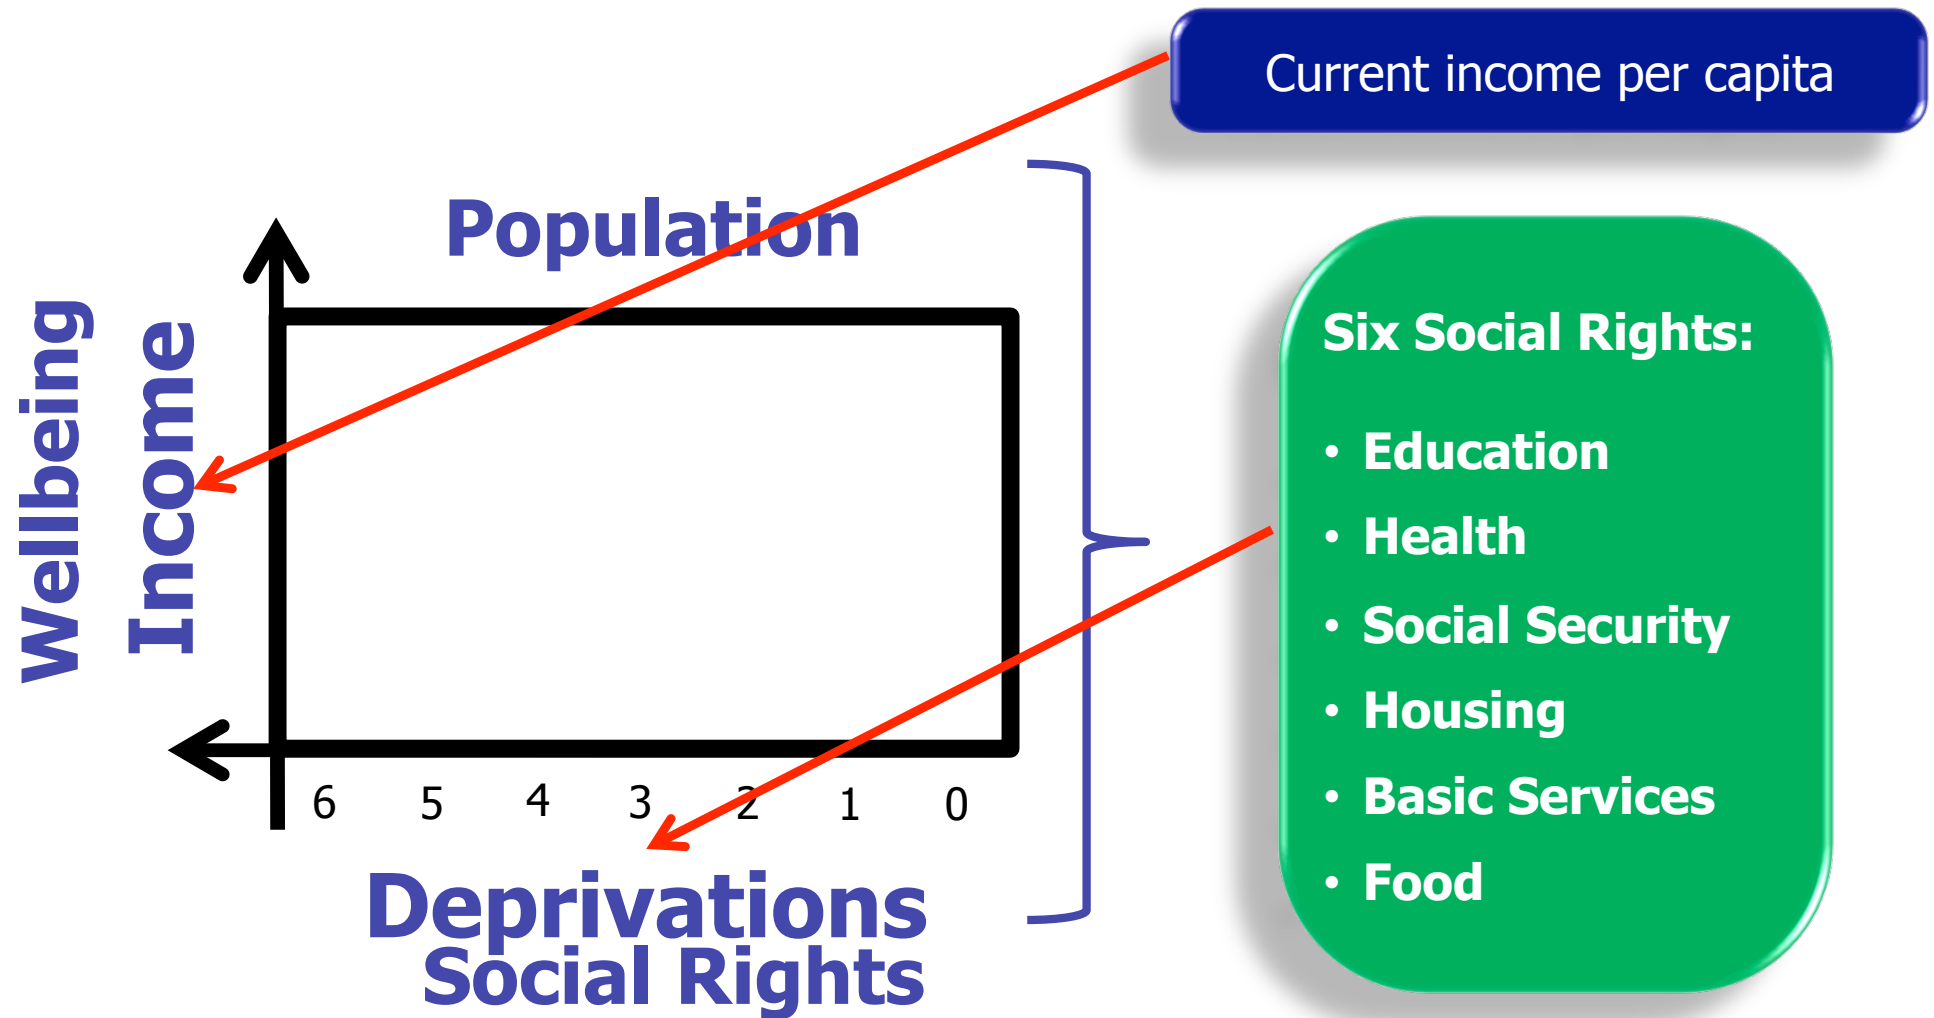 Current income per capita
Population
Wellbeing
Income
6 5 4 3 2 1 0
Deprivations
Social Rights
Six Social Rights:
• Education
• Health
• Social Security
• Housing
• Basic Services
• Food